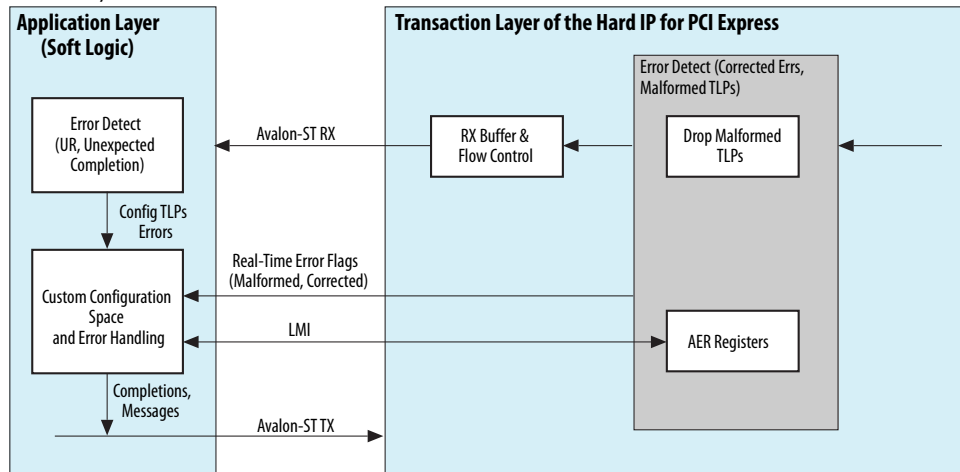 Application Layer
(Soft Logic)
Transaction Layer of the Hard IP for PCI Express
Error Detect (Corrected Errs,
Malformed TLPs)
Error Detect
(UR, Unexpected
Completion)
Avalon-ST RX
RX Buffer &
Flow Control
Drop Malformed
TLPs
Config TLPs
Errors
Real-Time Error Flags
(Malformed, Corrected)
Custom Configuration
Space
and Error Handling
LMI
AER Registers
Completions,
Messages
Avalon-ST TX